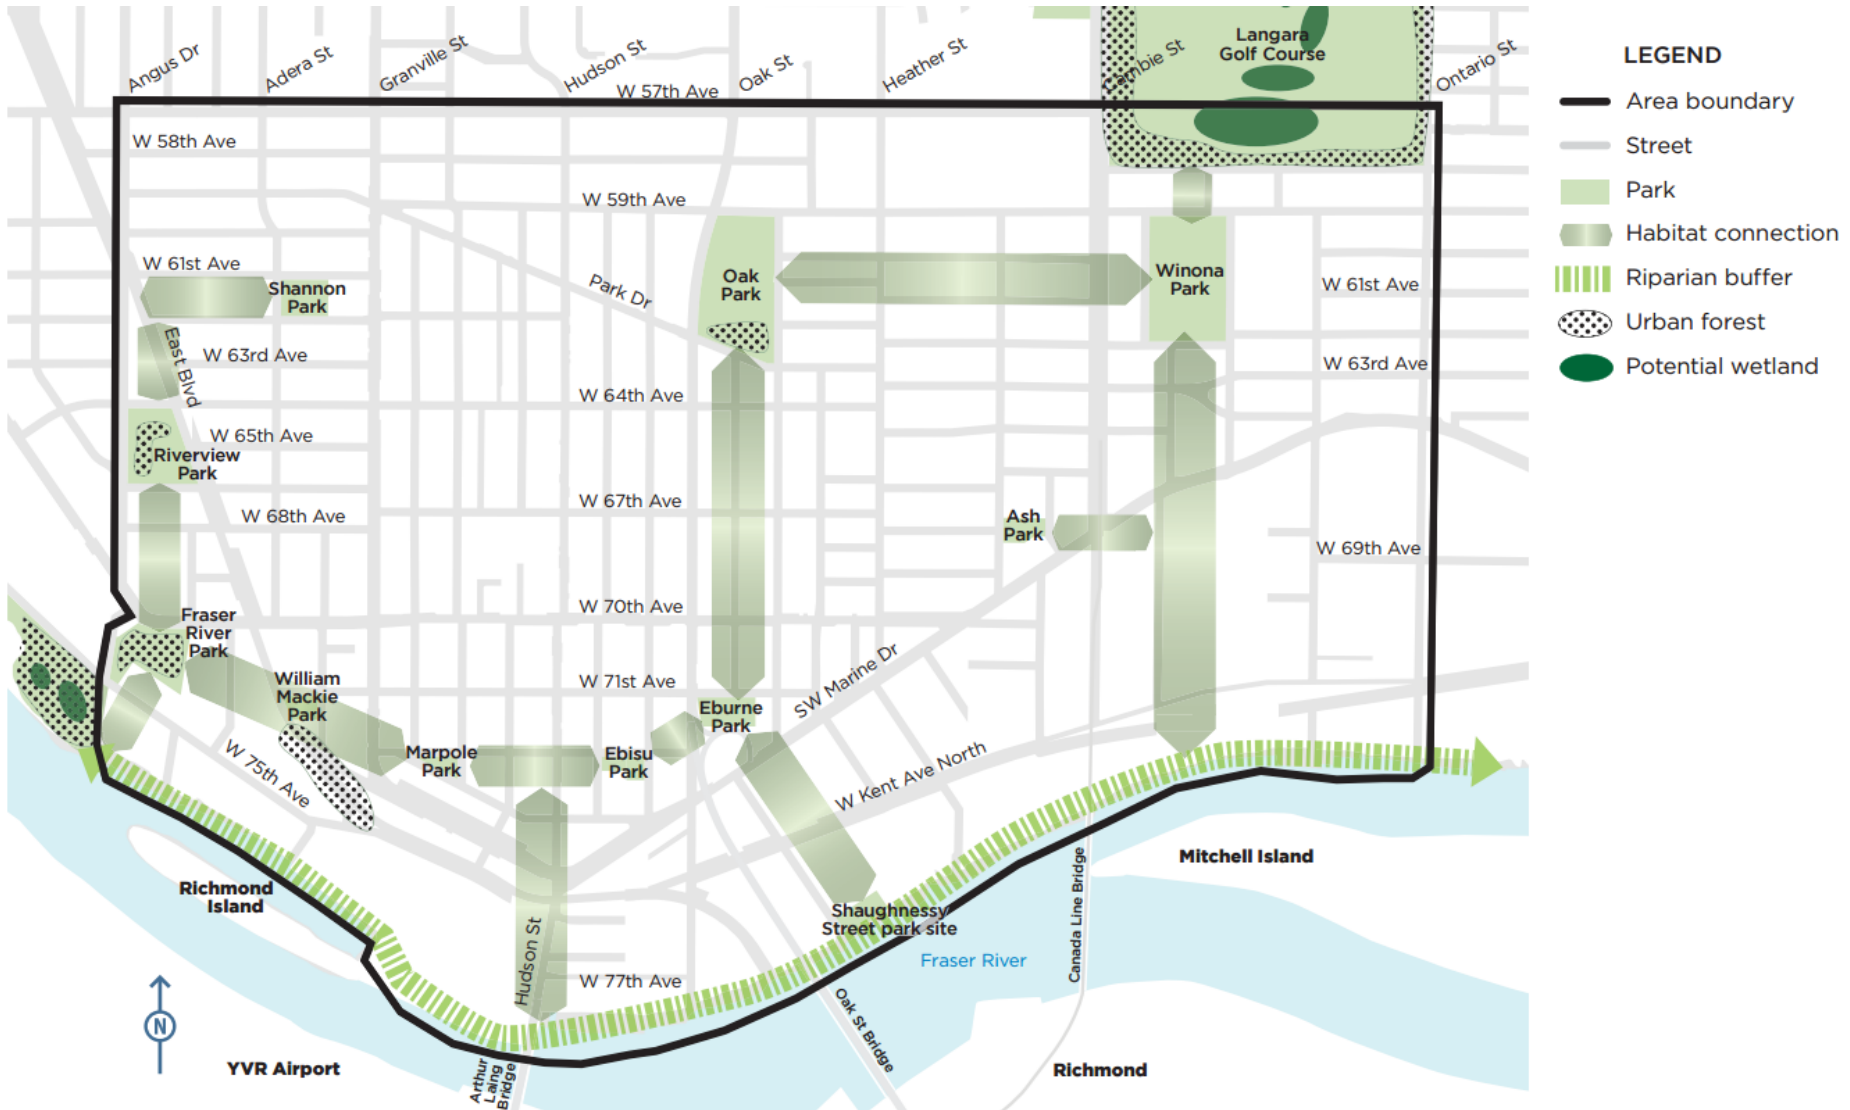 Angus Dr
Adera St
Granville St
Hudson St
W 57th Ave
Oak St
Heather St
Cambie St
Langara
Golf Course
Ontario St
LEGEND
Area boundary
Street
Park
Habitat connection
Riparian buffer
Urban forest
Potential wetland
W 58th Ave
W 59th Ave
W 61st Ave
Shannon
Park
Park Dr
Oak
Park
Winona
Park
W 61st Ave
East Blvd
W 63rd Ave
W 63rd Ave
W 64th Ave
W 65th Ave
Riverview
Park
W 67th Ave
W 68th Ave
Ash
Park
W 69th Ave
W 70th Ave
Fraser
River
Park
William
Mackie
Park
W 71st Ave
SW Marine Dr
Eburne
Park
Marpole
Park
Ebisu
Park
W 75th Ave
W Kent Ave North
Mitchell Island
Canada Line Bridge
Richmond
Island
Shaughnessy
Street park site
Fraser River
Hudson St
W 77th Ave
Oak St Bridge
N
YVR Airport
Arthur
Laing
Bridge
Richmond